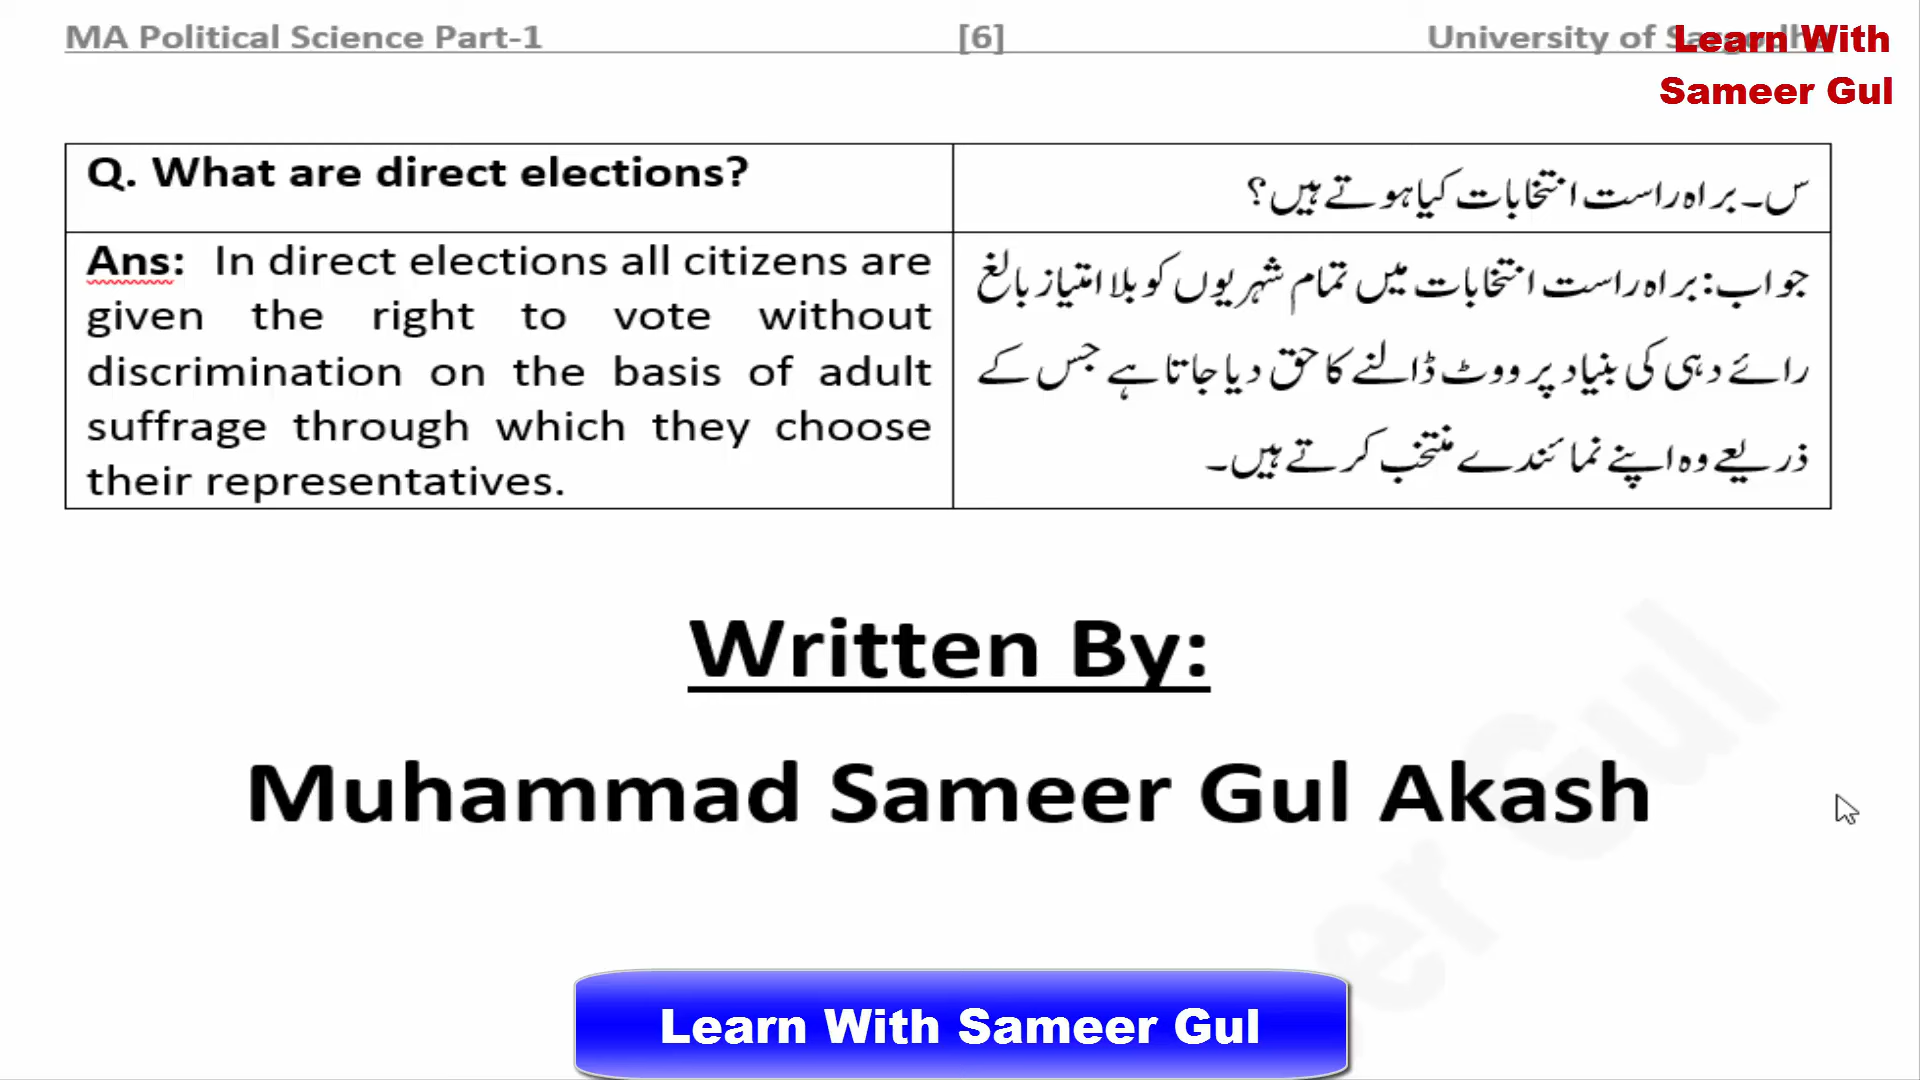 MA Political Science Part-1
[6]
University of
Learn With
Sameer Gul
Q. What are direct elections?
س۔ براہ راست انتخابات کیا ہوتے ہیں؟
Ans: In direct elections all citizens are
given the right to vote without
discrimination on the basis of adult
suffrage through which they choose
their representatives.
جواب: براہ راست انتخابات میں تمام شہریوں کو بلا امتیاز بالغ
رائے دہی کی بنیاد پر ووٹ ڈالنے کا حق دیا جاتا ہے جس کے
ذریعے وہ اپنے نمائندے منتخب کرتے ہیں۔
Written By:
Muhammad Sameer Gul Akash
er Gul
Learn With Sameer Gul